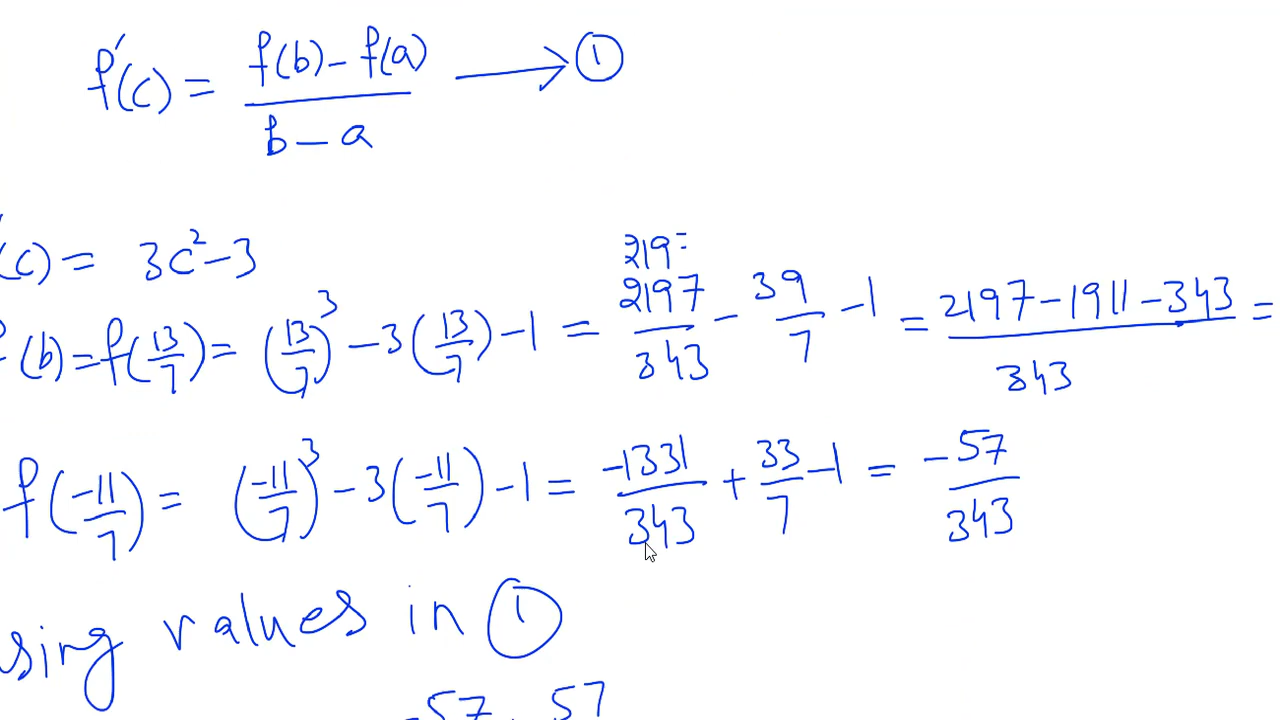 f'(c) = f(b) - f(a) / b - a → ①
(c) = 3c² - 3
219
(b) = f(13/7) = (13/7)³ - 3(13/7) - 1 = 2197/343 - 39/7 - 1 = 2197 - 1911 - 343 / 343 =
f(-11/7) = (-11/7)³ - 3(-11/7) - 1 = -1331/343 + 33/7 - 1 = -57/343
sing values in ①
-57 57